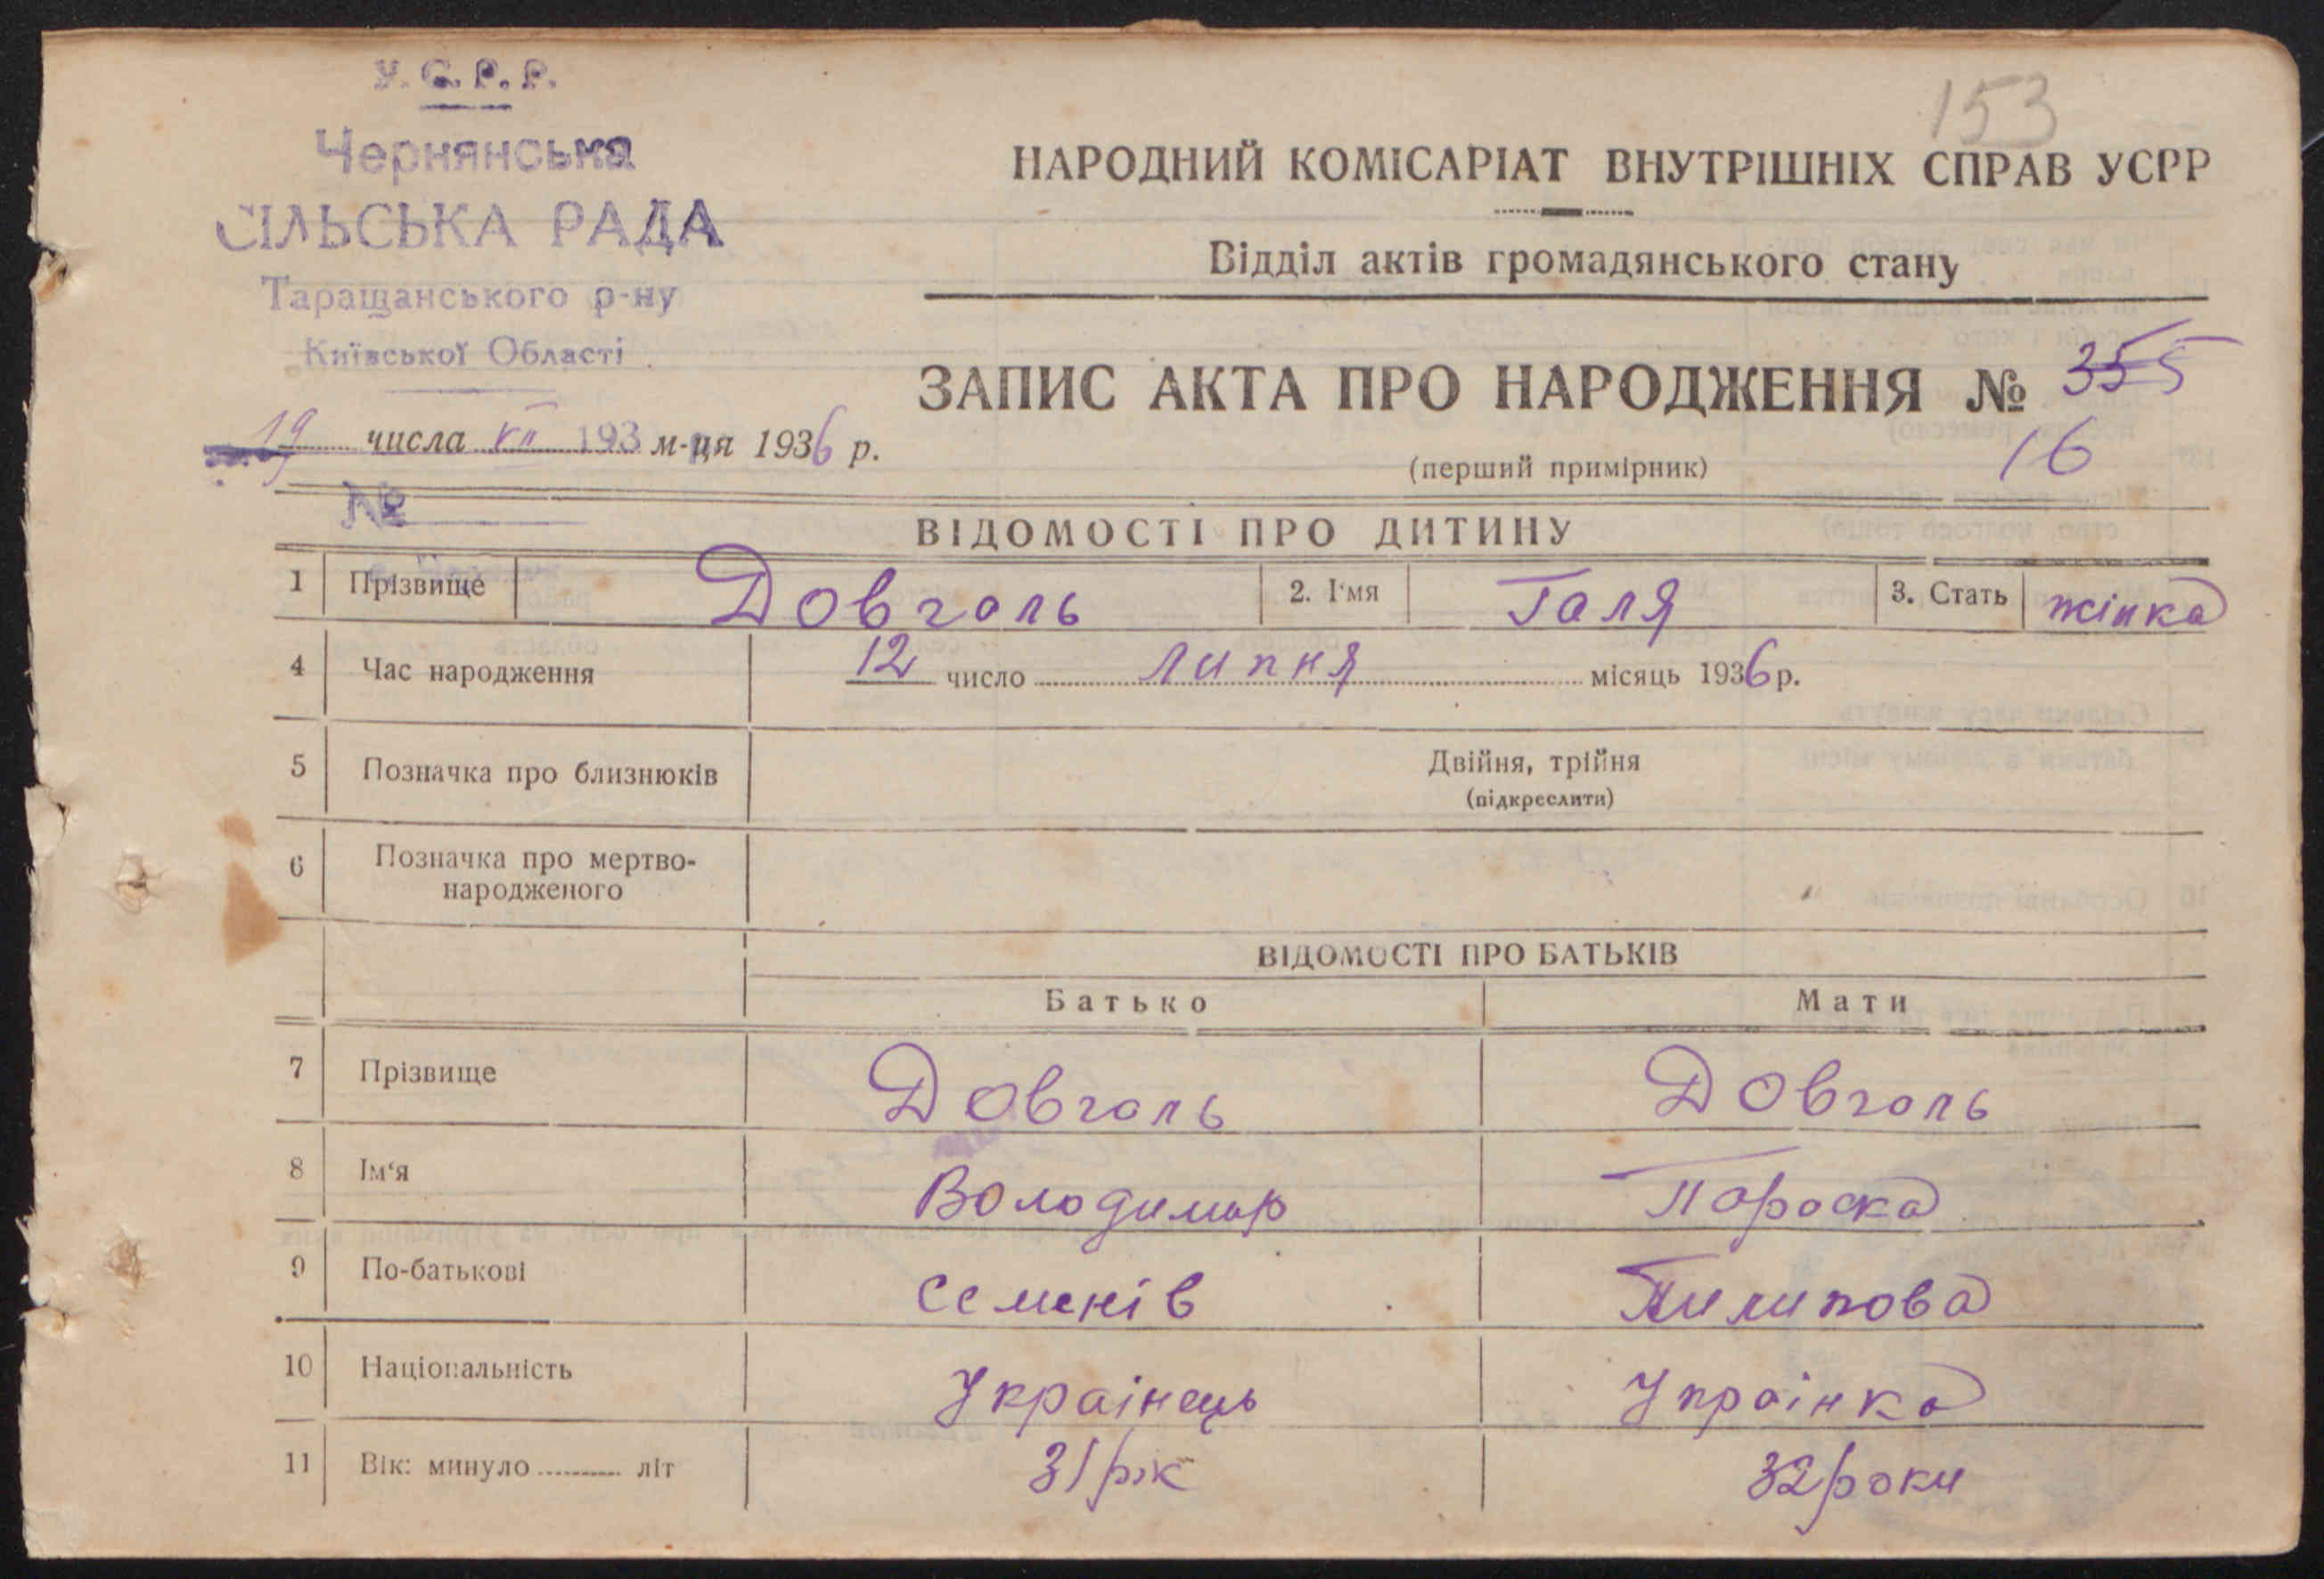 У.С.Р.Р.
153
Чернянська
СІЛЬСЬКА РАДА
Таращанського р-ну
Київської Області
НАРОДНИЙ КОМІСАРІАТ ВНУТРІШНІХ СПРАВ УСРР
Відділ актів громадянського стану
ЗАПИС АКТА ПРО НАРОДЖЕННЯ № 355
16
19 числа VII 193 м-ця 1936 р.
(перший примірник)
№
ВІДОМОСТІ ПРО ДИТИНУ
1 Прізвище Довголь 2. І'мя Галя 3. Стать жінка
4 Час народження 12 число липня місяць 1936 р.
5 Позначка про близнюків Двійня, трійня
(підкреслити)
6 Позначка про мертво-
народженого
ВІДОМОСТІ ПРО БАТЬКІВ
Батько Мати
7 Прізвище Довголь Довголь
8 Ім'я Володимир Параска
9 По-батькові Семенів Пилипова
10 Національність Українець Українка
11 Вік: минуло ......... літ 31 рік 32 роки